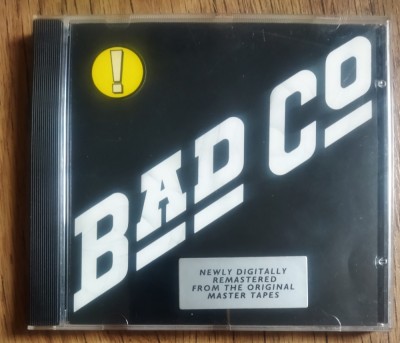 !
BAD CO
NEWLY DIGITALLY
REMASTERED
FROM THE ORIGINAL
MASTER TAPES